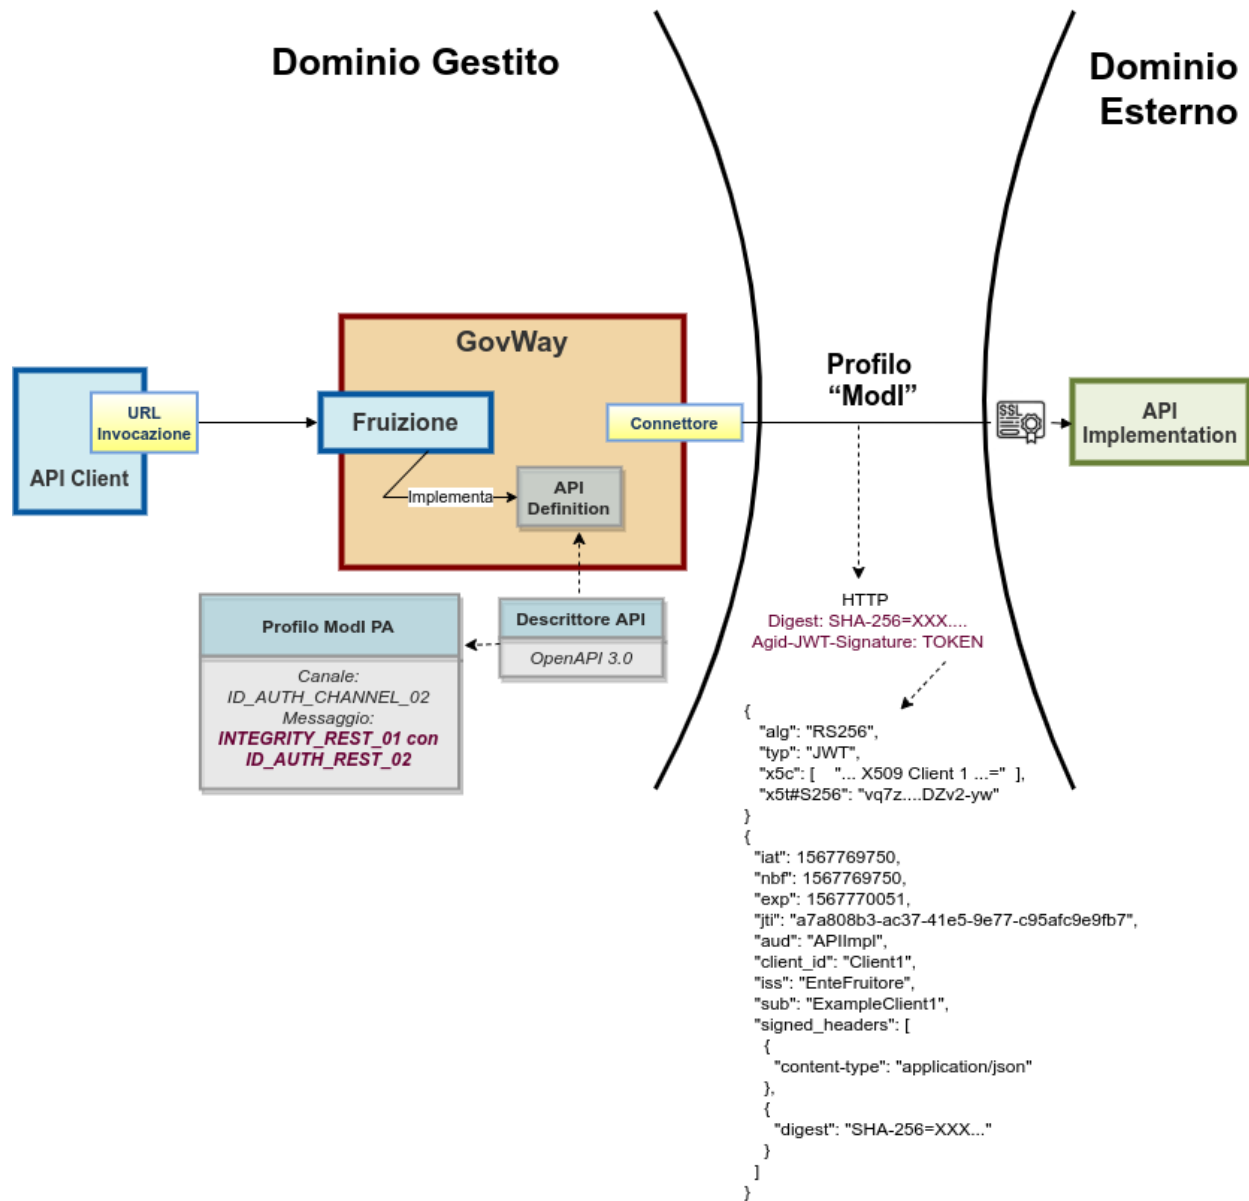 Dominio Gestito
Dominio
Esterno
GovWay
Profilo
“ModI”
URL
Invocazione
API Client
Fruizione
Connettore
SSL
API
Implementation
Implementa
API
Definition
HTTP
Digest: SHA-256=XXX....
Agid-JWT-Signature: TOKEN
Profilo ModI PA
Canale:
ID_AUTH_CHANNEL_02
Messaggio:
INTEGRITY_REST_01 con
ID_AUTH_REST_02
Descrittore API
OpenAPI 3.0
{
"alg": "RS256",
"typ": "JWT",
"x5c": [ "... X509 Client 1 ...=" ],
"x5t#S256": "vq7z....DZv2-yw"
}
{
"iat": 1567769750,
"nbf": 1567769750,
"exp": 1567770051,
"jti": "a7a808b3-ac37-41e5-9e77-c95afc9e9fb7",
"aud": "APIImpl",
"client_id": "Client1",
"iss": "EnteFruitore",
"sub": "ExampleClient1",
"signed_headers": [
{
"content-type": "application/json"
},
{
"digest": "SHA-256=XXX..."
}
]
}